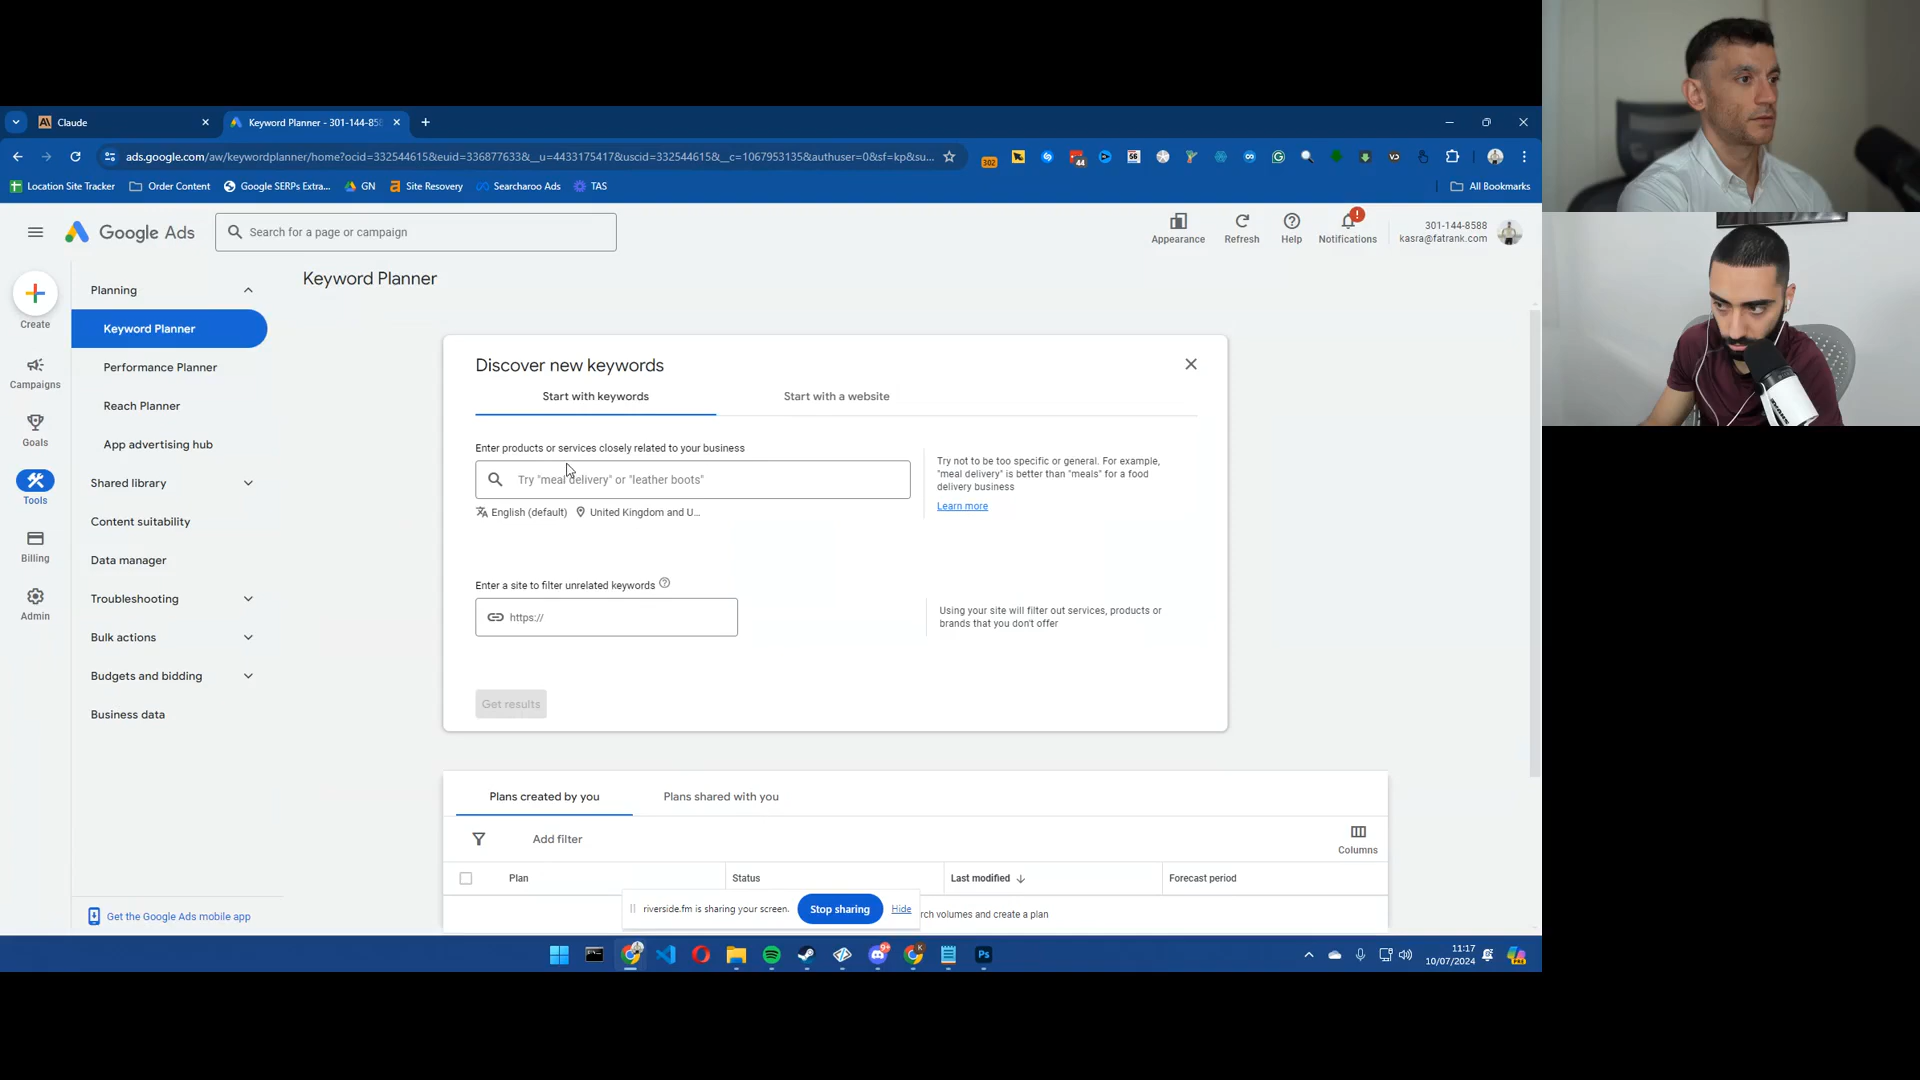 Claude
Keyword Planner - 301-144-858
ads.google.com/aw/keywordplanner/home?ocid=332544615&euid=336877633&__u=4433175417&uscid=332544615&__c=1067953135&authuser=0&sf=kp&su...
302
44
Location Site Tracker
Order Content
Google SERPs Extra...
GN
Site Recovery
Searcharoo Ads
TAS
All Bookmarks
Google Ads
Search for a page or campaign
Appearance
Refresh
Help
Notifications
301-144-8588
kasra@fatrank.com
Create
Campaigns
Goals
Tools
Billing
Admin
Planning
Keyword Planner
Performance Planner
Reach Planner
App advertising hub
Shared library
Content suitability
Data manager
Troubleshooting
Bulk actions
Budgets and bidding
Business data
Get the Google Ads mobile app
Keyword Planner
Discover new keywords
Start with keywords
Start with a website
Enter products or services closely related to your business
Try "meal delivery" or "leather boots"
English (default)
United Kingdom and U...
Try not to be too specific or general. For example,
"meal delivery" is better than "meals" for a food
delivery business
Learn more
Enter a site to filter unrelated keywords
https://
Using your site will filter out services, products or
brands that you don't offer
Get results
Plans created by you
Plans shared with you
Add filter
Columns
Plan
Status
Last modified
Forecast period
rch volumes and create a plan
riverside.fm is sharing your screen.
Stop sharing
Hide
Ps
11:17
10/07/2024